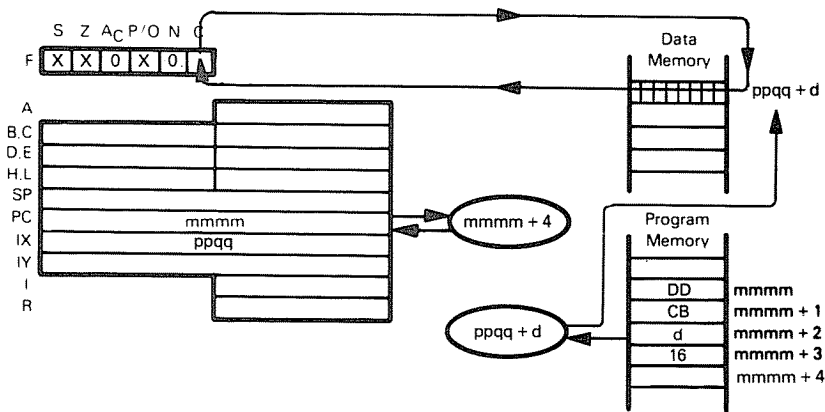 S Z AC P/O N C
F X X 0 X 0
Data
Memory
ppqq + d
A
B.C
D.E
H.L
SP
PC mmmm
mmmm + 4
IX ppqq
IY
I
R
Program
Memory
DD mmmm
CB mmmm + 1
ppqq + d
d mmmm + 2
16 mmmm + 3
mmmm + 4